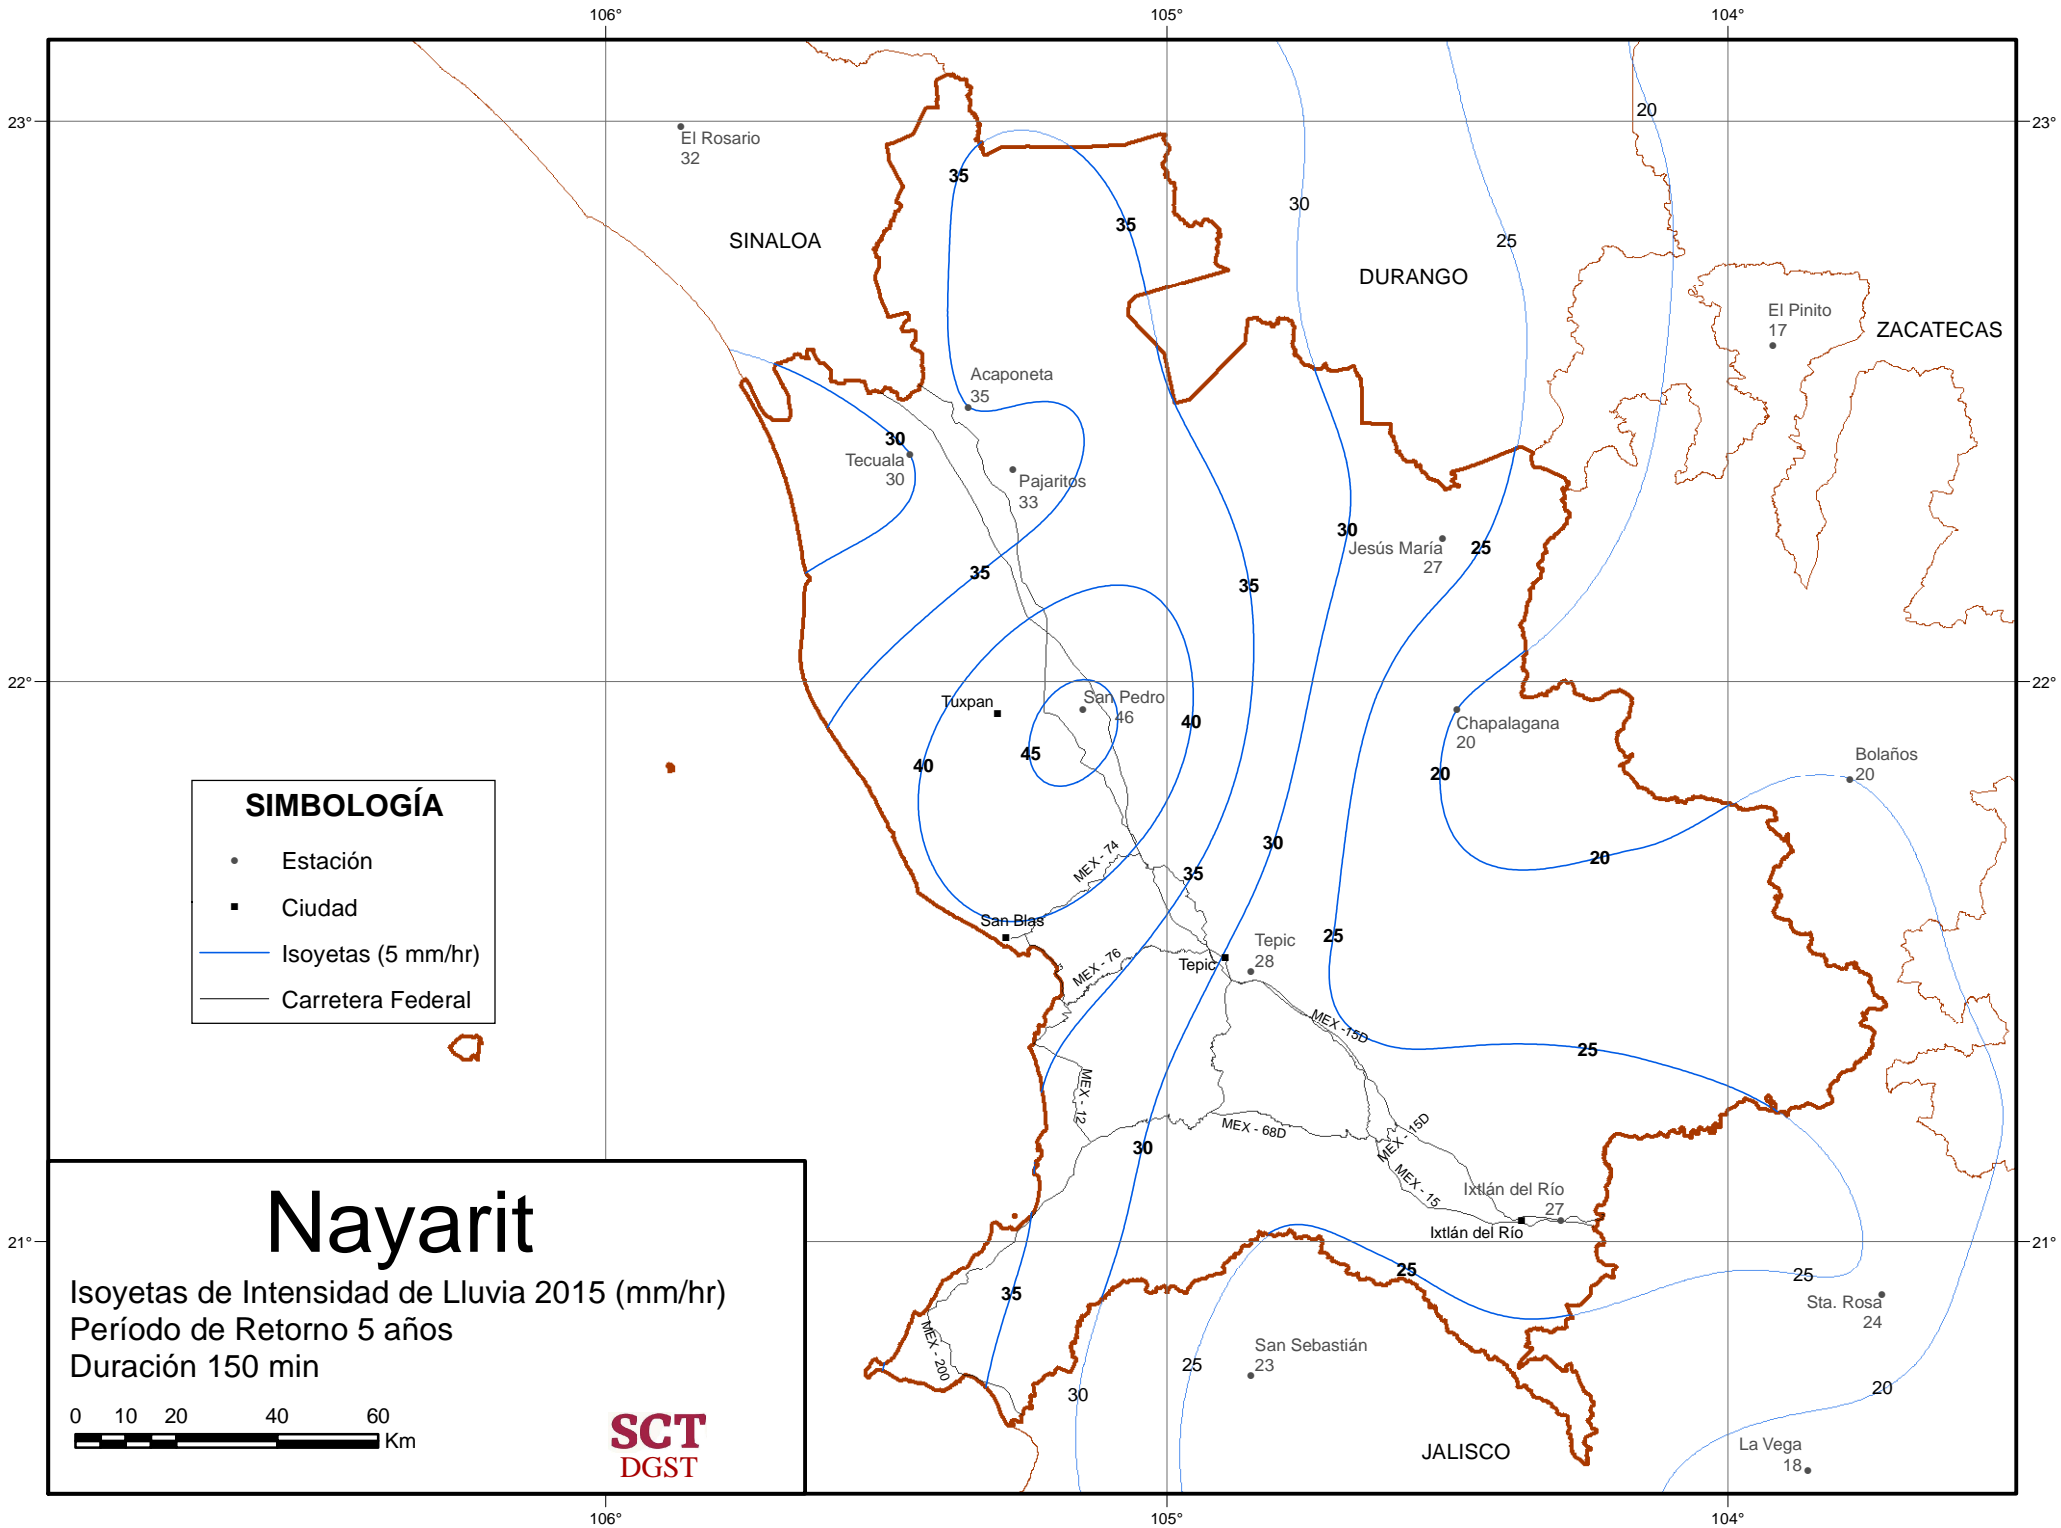 106°
105°
104°
23°
23°
20
El Rosario
32
35
30
35
SINALOA
25
DURANGO
El Pinito
17
ZACATECAS
Acaponeta
35
30
Tecuala
30
Pajaritos
33
30
Jesús María
27
25
35
35
22°
22°
Tuxpan
San Pedro
46
40
Chapalagana
20
45
40
20
Bolaños
20
SIMBOLOGÍA
Estación
Ciudad
Isoyetas (5 mm/hr)
Carretera Federal
30
20
MEX - 74
35
San Blas
25
Tepic
28
Tepic
MEX - 76
MEX -15D
25
MEX - 12
MEX - 68D
MEX - 15D
30
MEX - 15
Ixtlán del Río
27
Ixtlán del Río
21°
21°
25
25
35
Sta. Rosa
24
MEX - 200
San Sebastián
23
25
30
20
JALISCO
La Vega
18
Nayarit
Isoyetas de Intensidad de Lluvia 2015 (mm/hr)
Período de Retorno 5 años
Duración 150 min
0 10 20 40 60
Km
SCT
DGST
106°
105°
104°